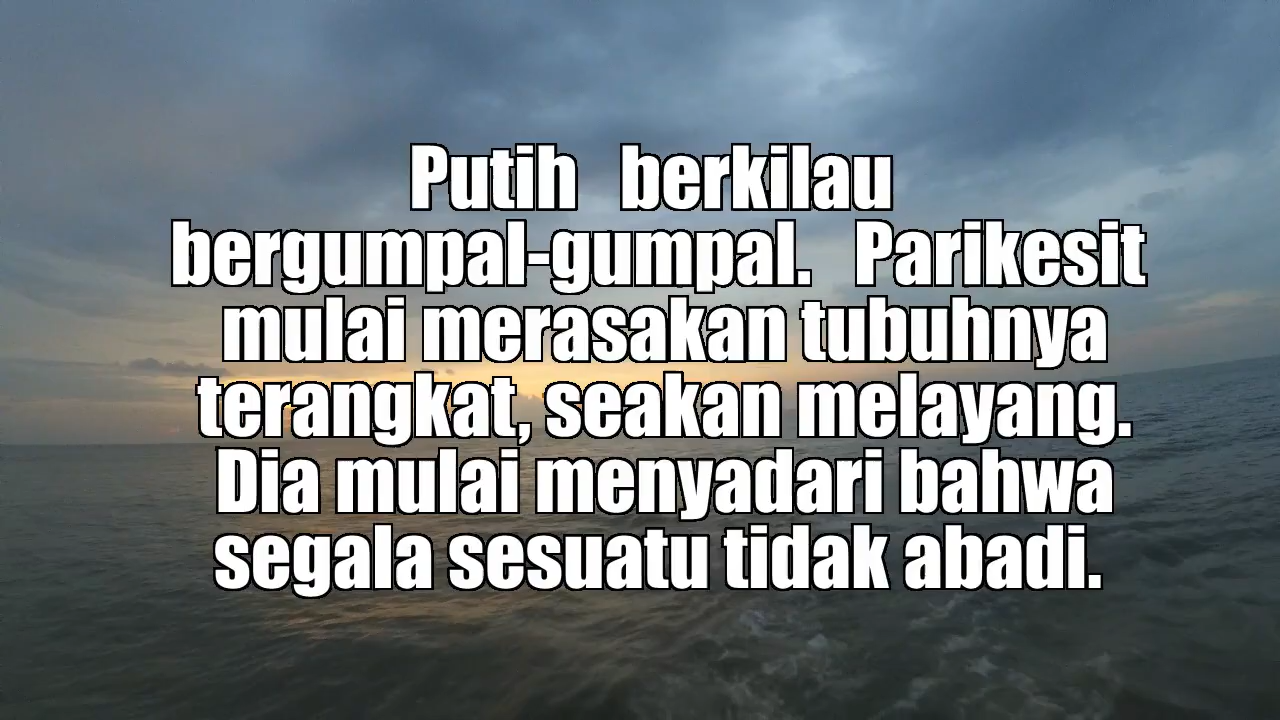 Putih berkilau
bergumpal-gumpal. Parikesit
mulai merasakan tubuhnya
terangkat, seakan melayang.
Dia mulai menyadari bahwa
segala sesuatu tidak abadi.